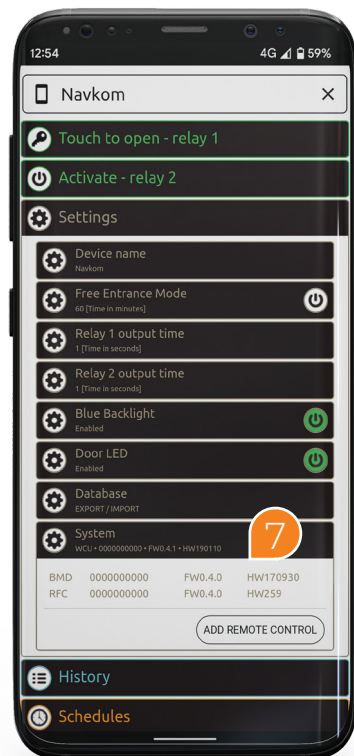 12:54 4G 59%
Navkom ×
Touch to open - relay 1
Activate - relay 2
Settings
Device name
Navkom
Free Entrance Mode
60 [Time in minutes]
Relay 1 output time
1 [Time in seconds]
Relay 2 output time
1 [Time in seconds]
Blue Backlight
Enabled
Door LED
Enabled
Database
EXPORT / IMPORT
System
WCU • 0000000000 • FW0.4.1 • HW190110
7
BMD 0000000000 FW0.4.0 HW170930
RFC 0000000000 FW0.4.0 HW259
ADD REMOTE CONTROL
History
Schedules